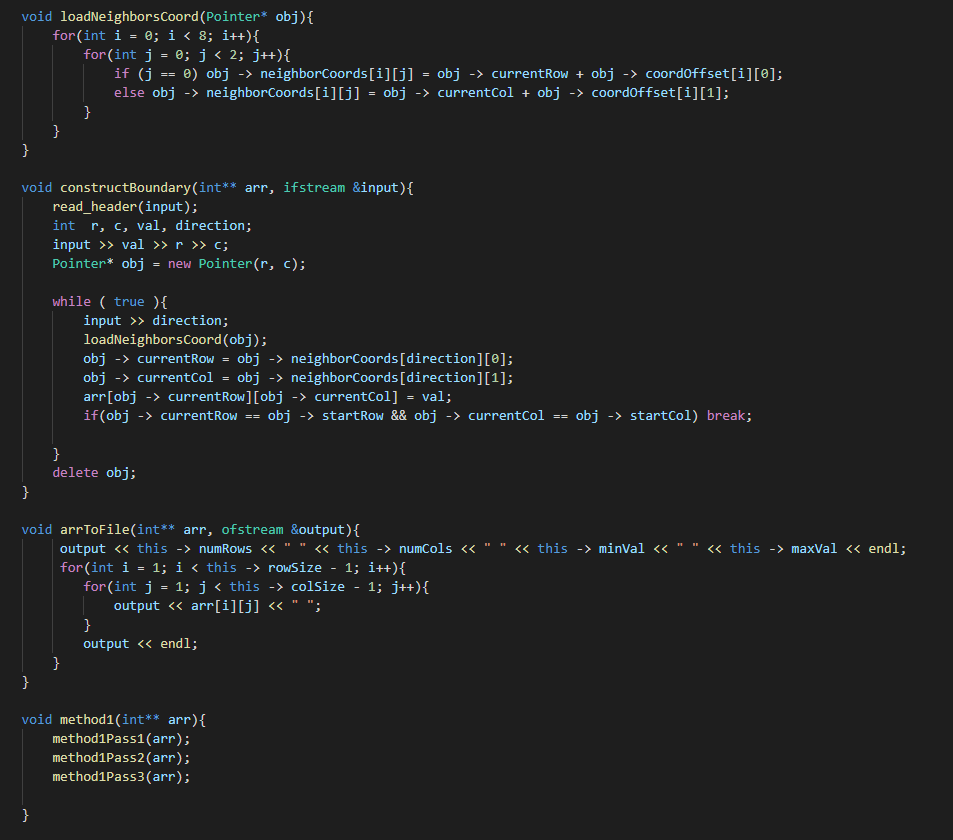 void loadNeighborsCoord(Pointer* obj){
    for(int i = 0; i < 8; i++){
        for(int j = 0; j < 2; j++){
            if (j == 0) obj -> neighborCoords[i][j] = obj -> currentRow + obj -> coordOffset[i][0];
            else obj -> neighborCoords[i][j] = obj -> currentCol + obj -> coordOffset[i][1];
        }
    }
}

void constructBoundary(int** arr, ifstream &input){
    read_header(input);
    int  r, c, val, direction;
    input >> val >> r >> c;
    Pointer* obj = new Pointer(r, c);

    while ( true ){
        input >> direction;
        loadNeighborsCoord(obj);
        obj -> currentRow = obj -> neighborCoords[direction][0];
        obj -> currentCol = obj -> neighborCoords[direction][1];
        arr[obj -> currentRow][obj -> currentCol] = val;
        if(obj -> currentRow == obj -> startRow && obj -> currentCol == obj -> startCol) break;

    }
    delete obj;
}

void arrToFile(int** arr, ofstream &output){
     output << this -> numRows << " " << this -> numCols << " " << this -> minVal << " " << this -> maxVal << endl;
     for(int i = 1; i < this -> rowSize - 1; i++){
        for(int j = 1; j < this -> colSize - 1; j++){
            output << arr[i][j] << " ";
        }
        output << endl;
    }
}

void method1(int** arr){
    method1Pass1(arr);
    method1Pass2(arr);
    method1Pass3(arr);

}